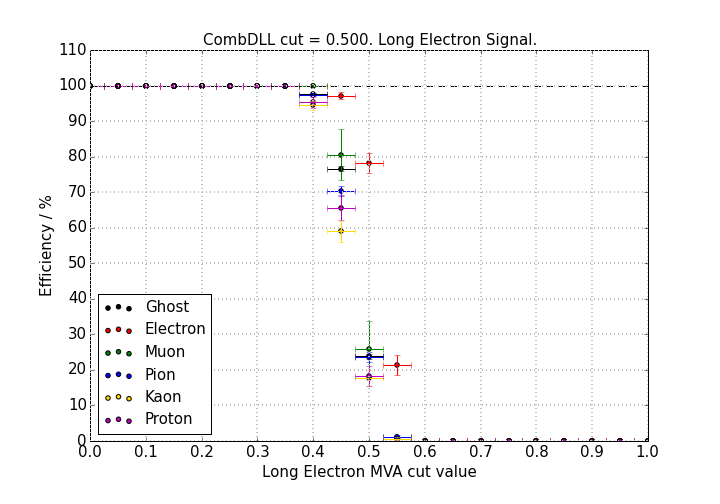 CombDLL cut = 0.500. Long Electron Signal.
110
100
90
80
70
60
50
40
30
20
10
0
Efficiency / %
Ghost
Electron
Muon
Pion
Kaon
Proton
0.0 0.1 0.2 0.3 0.4 0.5 0.6 0.7 0.8 0.9 1.0
Long Electron MVA cut value